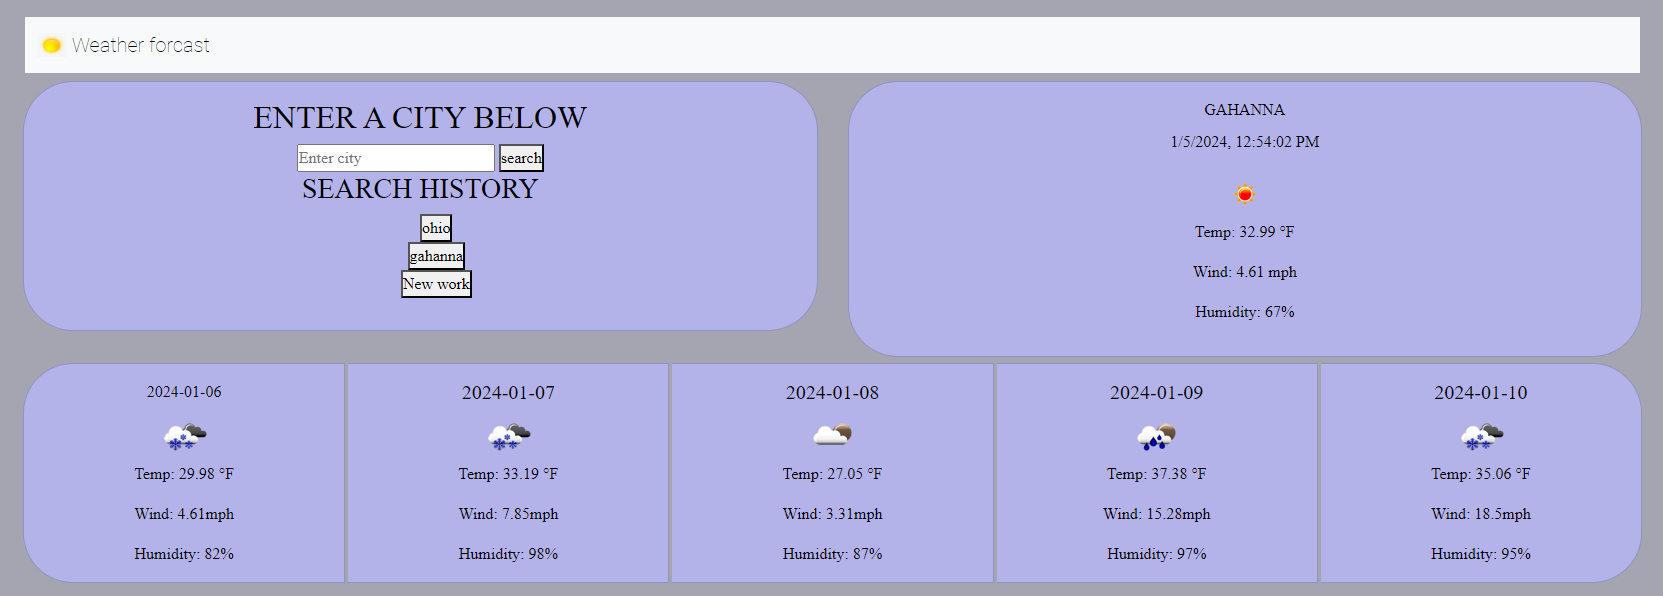 Weather forcast
ENTER A CITY BELOW
Enter city search
SEARCH HISTORY
ohio
gahanna
New work
GAHANNA
1/5/2024, 12:54:02 PM
Temp: 32.99 °F
Wind: 4.61 mph
Humidity: 67%
2024-01-06
Temp: 29.98 °F
Wind: 4.61mph
Humidity: 82%
2024-01-07
Temp: 33.19 °F
Wind: 7.85mph
Humidity: 98%
2024-01-08
Temp: 27.05 °F
Wind: 3.31mph
Humidity: 87%
2024-01-09
Temp: 37.38 °F
Wind: 15.28mph
Humidity: 97%
2024-01-10
Temp: 35.06 °F
Wind: 18.5mph
Humidity: 95%